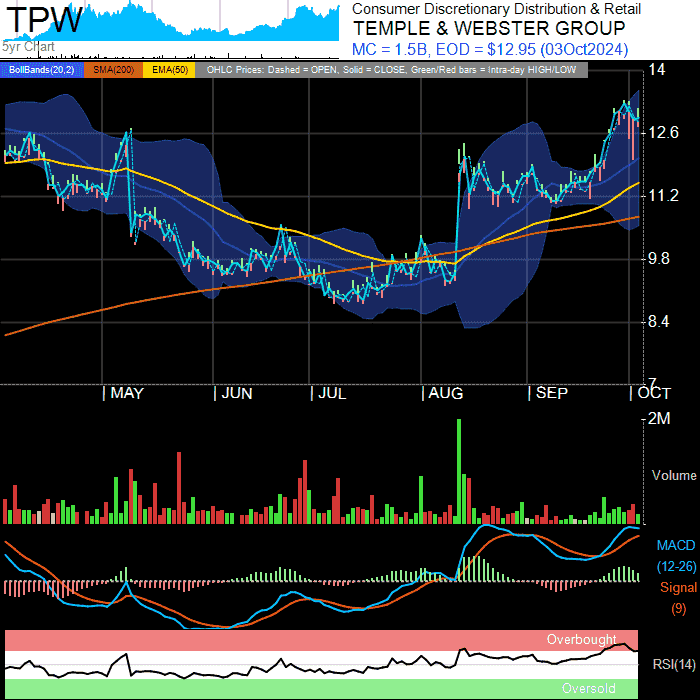 TPW
5yr Chart
Consumer Discretionary Distribution & Retail
TEMPLE & WEBSTER GROUP
MC = 1.5B, EOD = $12.95 (03Oct2024)
BollBands(20,2) SMA(200) EMA(50) OHLC Prices: Dashed = OPEN, Solid = CLOSE, Green/Red bars = Intra-day HIGH/LOW
14
12.6
11.2
9.8
8.4
7
MAY JUN JUL AUG SEP OCT
2M
Volume
MACD
(12-26)
Signal
(9)
Overbought
RSI(14)
Oversold